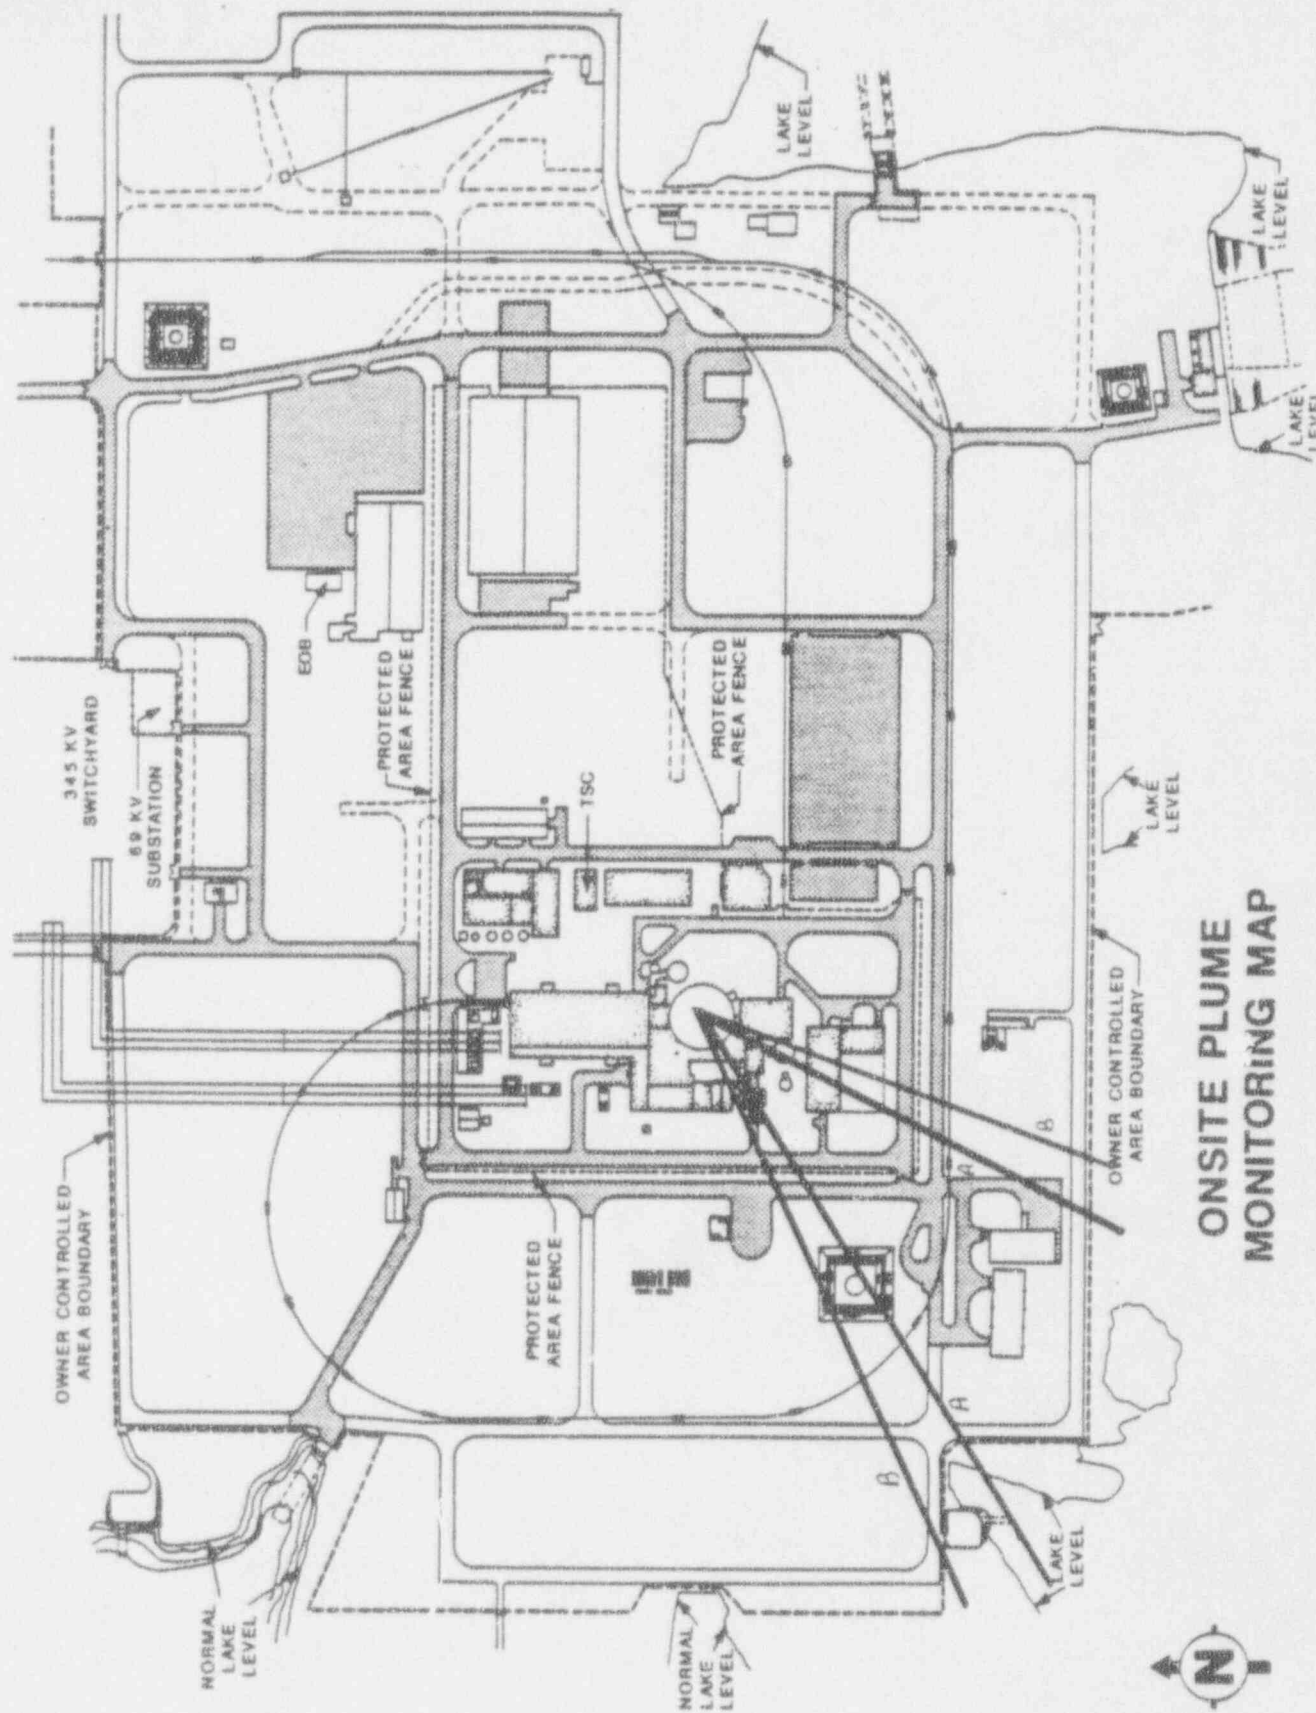 345 KV
SWITCHYARD
69 KV
SUBSTATION
OWNER CONTROLLED
AREA BOUNDARY
NORMAL
LAKE
LEVEL
EOB
PROTECTED
AREA FENCE
PROTECTED
AREA FENCE
TSC
PROTECTED
AREA FENCE
LAKE
LEVEL
LAKE
LEVEL
LAKE
LEVEL
LAKE
LEVEL
NORMAL
LAKE
LEVEL
LAKE
LEVEL
B
A
A
B
OWNER CONTROLLED
AREA BOUNDARY
ONSITE PLUME
MONITORING MAP
N